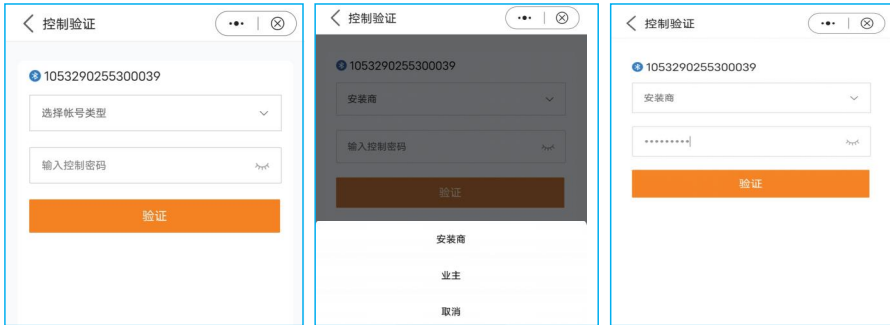 控制验证
1053290255300039
选择帐号类型
输入控制密码
验证
控制验证
1053290255300039
安装商
输入控制密码
验证
安装商
业主
取消
控制验证
1053290255300039
安装商
•••••••••
验证